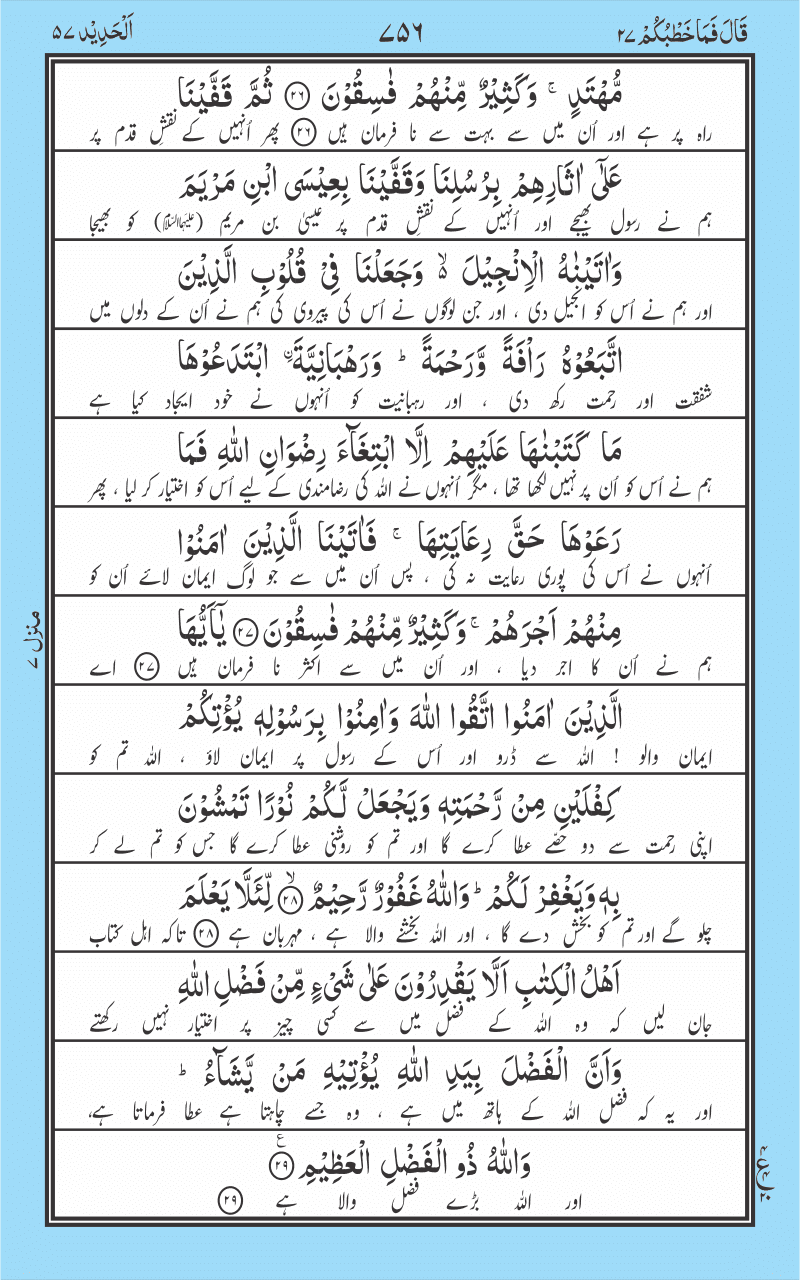 قَالَ فَمَا خَطْبُكُمْ ٢٧ ٧٥٦ اَلْحَدِیْد ٥٧
مُّهْتَدٍ ۚ وَكَثِیْرٌ مِّنْهُمْ فٰسِقُوْنَ ٢٦ ثُمَّ قَفَّیْنَا
راہ پر ہے اور اُن میں سے بہت سے نا فرمان ہیں ٢٦ پھر اُنہیں کے نقشِ قدم پر
عَلٰۤى اٰثَارِهِمْ بِرُسُلِنَا وَقَفَّیْنَا بِعِیْسَى ابْنِ مَرْیَمَ
ہم نے رسول بھیجے اور اُنہیں کے نقشِ قدم پر عیسیٰ بن مریم (علیہما السلام) کو بھیجا
وَاٰتَیْنٰهُ الْاِنْجِیْلَ ۙ۬ وَجَعَلْنَا فِیْ قُلُوْبِ الَّذِیْنَ
اور ہم نے اُس کو انجیل دی ، اور جن لوگوں نے اُس کی پیروی کی ہم نے اُن کے دلوں میں
اتَّبَعُوْهُ رَاْفَةً وَّرَحْمَةً ؕ وَرَهْبَانِیَّةَ ۨ ابْتَدَعُوْهَا
شفقت اور رحمت رکھ دی ، اور رہبانیت کو اُنہوں نے خود ایجاد کیا ہے
مَا كَتَبْنٰهَا عَلَیْهِمْ اِلَّا ابْتِغَآءَ رِضْوَانِ اللّٰهِ فَمَا
ہم نے اُس کو اُن پر نہیں لکھا تھا ، مگر اُنہوں نے اللہ کی رضامندی کے لیے اُس کو اختیار کر لیا ، پھر
رَعَوْهَا حَقَّ رِعَایَتِهَا ۚ فَاٰتَیْنَا الَّذِیْنَ اٰمَنُوْا
اُنہوں نے اُس کی پوری رعایت نہ کی ، پس اُن میں سے جو لوگ ایمان لائے اُن کو
مِنْهُمْ اَجْرَهُمْ ۚ وَكَثِیْرٌ مِّنْهُمْ فٰسِقُوْنَ ٢٧ یٰۤاَیُّهَا
ہم نے اُن کا اجر دیا ، اور اُن میں سے اکثر نا فرمان ہیں ٢٧ اے
منزل ٧
الَّذِیْنَ اٰمَنُوا اتَّقُوا اللّٰهَ وَاٰمِنُوْا بِرَسُوْلِهٖ یُؤْتِكُمْ
ایمان والو ! اللہ سے ڈرو اور اُس کے رسول پر ایمان لاؤ ، اللہ تم کو
كِفْلَیْنِ مِنْ رَّحْمَتِهٖ وَیَجْعَلْ لَّكُمْ نُوْرًا تَمْشُوْنَ
اپنی رحمت سے دو حصّے عطا کرے گا اور تم کو روشنی عطا کرے گا جس کو تم لے کر
بِهٖ وَیَغْفِرْ لَكُمْ ؕ وَاللّٰهُ غَفُوْرٌ رَّحِیْمٌ ۙ ٢٨ لِّئَلَّا یَعْلَمَ
چلو گے اور تم کو بخش دے گا ، اور اللہ بخشنے والا ہے ، مہربان ہے ٢٨ تاکہ اہل کتاب
اَهْلُ الْكِتٰبِ اَلَّا یَقْدِرُوْنَ عَلٰى شَیْءٍ مِّنْ فَضْلِ اللّٰهِ
جان لیں کہ وہ اللہ کے فضل میں سے کسی چیز پر اختیار نہیں رکھتے
وَاَنَّ الْفَضْلَ بِیَدِ اللّٰهِ یُؤْتِیْهِ مَنْ یَّشَآءُ ؕ
اور یہ کہ فضل اللہ کے ہاتھ میں ہے ، وہ جسے چاہتا ہے عطا فرماتا ہے،
وَاللّٰهُ ذُو الْفَضْلِ الْعَظِیْمِ ٢٩ ع
اور اللہ بڑے فضل والا ہے ٢٩